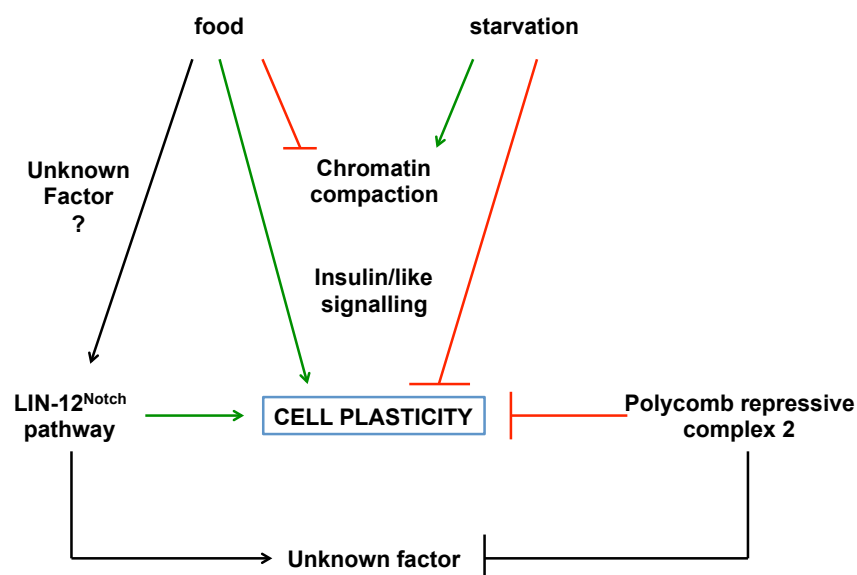 food
starvation
Unknown
Factor
?
Chromatin
compaction
Insulin/like
signalling
LIN-12Notch
pathway
CELL PLASTICITY
Polycomb repressive
complex 2
Unknown factor